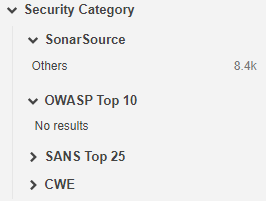 Security Category
SonarSource
Others 8.4k
OWASP Top 10
No results
SANS Top 25
CWE